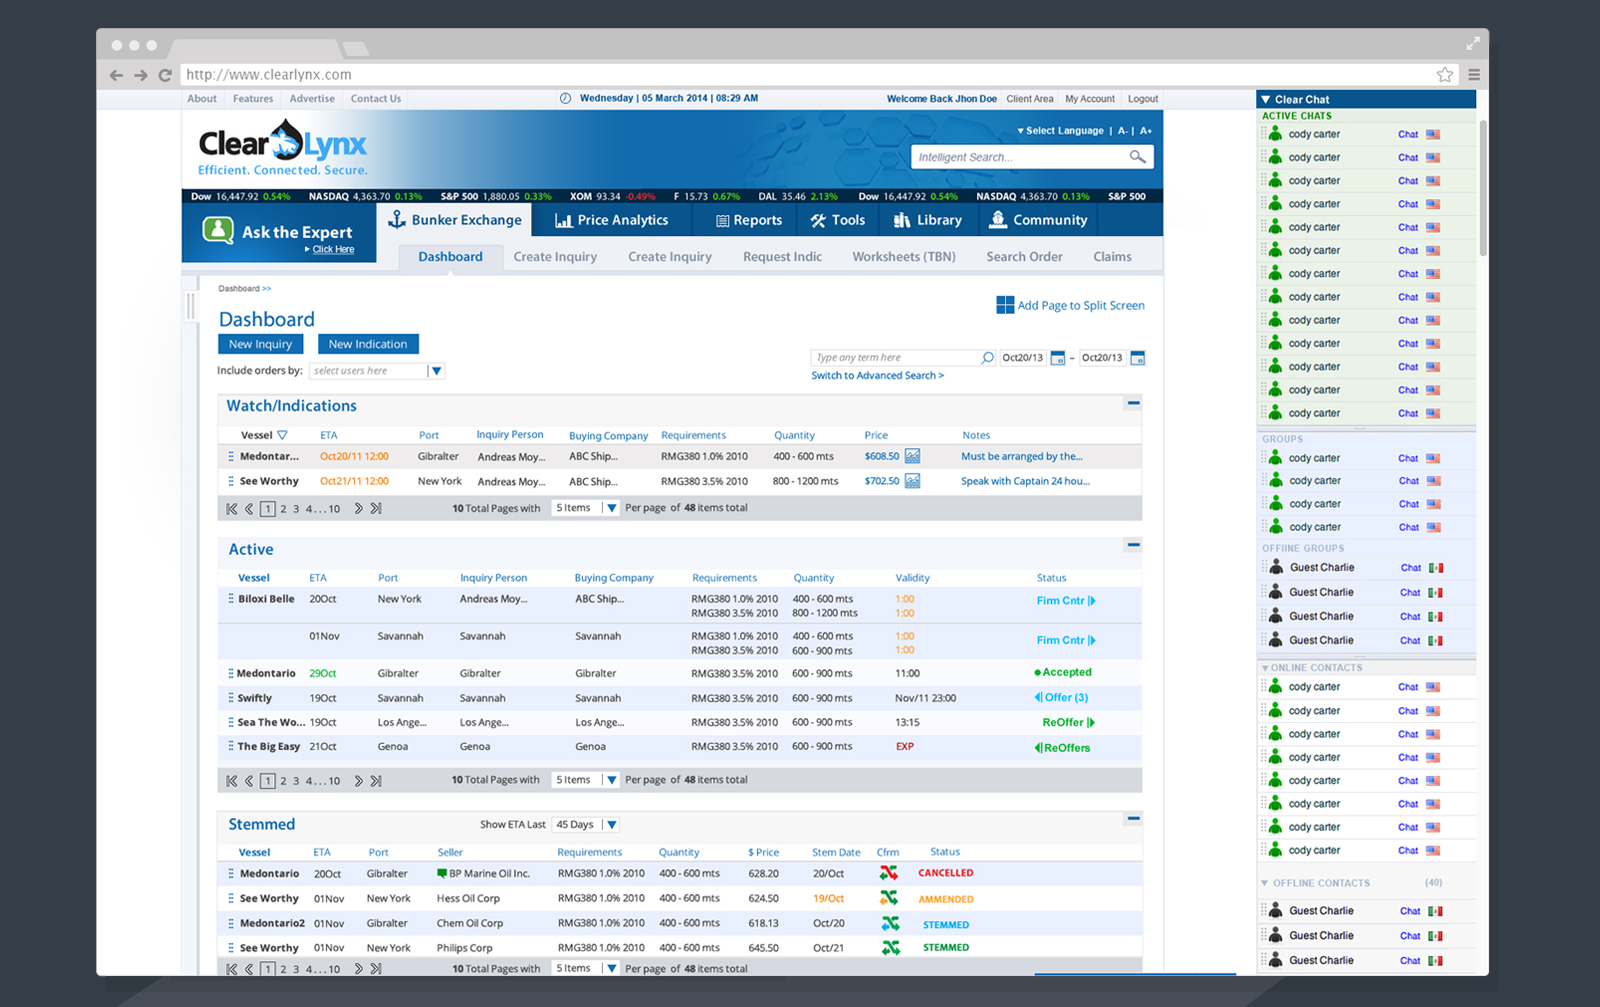 http://www.clearlynx.com
About Features Advertise Contact Us Wednesday | 05 March 2014 | 08:29 AM Welcome Back Jhon Doe Client Area My Account Logout
Clear Lynx
Efficient. Connected. Secure.
▾ Select Language | A- | A+
Intelligent Search...
Dow 16,447.92 0.54% NASDAQ 4,363.70 0.13% S&P 500 1,880.05 0.33% XOM 93.34 -0.49% F 15.73 0.67% DAL 35.46 2.13% Dow 16,447.92 0.54% NASDAQ 4,363.70 0.13% S&P 500
Ask the Expert
▸ Click Here
Bunker Exchange Price Analytics Reports Tools Library Community
Dashboard Create Inquiry Create Inquiry Request Indic Worksheets (TBN) Search Order Claims
Dashboard >>
Add Page to Split Screen
Dashboard
New Inquiry New Indication
Type any term here Oct20/13 – Oct20/13
Include orders by: select users here
Switch to Advanced Search >
Watch/Indications
Vessel ETA Port Inquiry Person Buying Company Requirements Quantity Price Notes
Medontar... Oct20/11 12:00 Gibralter Andreas Moy... ABC Ship... RMG380 1.0% 2010 400 - 600 mts $608.50 Must be arranged by the...
See Worthy Oct21/11 12:00 New York Andreas Moy... ABC Ship... RMG380 3.5% 2010 800 - 1200 mts $702.50 Speak with Captain 24 hou...
1 2 3 4 . . . 10 10 Total Pages with 5 Items Per page of 48 items total
Active
Vessel ETA Port Inquiry Person Buying Company Requirements Quantity Validity Status
Biloxi Belle 20Oct New York Andreas Moy... ABC Ship... RMG380 1.0% 2010 400 - 600 mts 1:00 Firm Cntr
RMG380 3.5% 2010 800 - 1200 mts 1:00
01Nov Savannah Savannah Savannah RMG380 1.0% 2010 400 - 600 mts 1:00 Firm Cntr
RMG380 3.5% 2010 600 - 900 mts 1:00
Medontario 29Oct Gibralter Gibralter Gibralter RMG380 3.5% 2010 600 - 900 mts 11:00 Accepted
Swiftly 19Oct Savannah Savannah Savannah RMG380 3.5% 2010 600 - 900 mts Nov/11 23:00 Offer (3)
Sea The Wo... 19Oct Los Ange... Los Ange... Los Ange... RMG380 3.5% 2010 600 - 900 mts 13:15 ReOffer
The Big Easy 21Oct Genoa Genoa Genoa RMG380 3.5% 2010 600 - 900 mts EXP ReOffers
1 2 3 4 . . . 10 10 Total Pages with 5 Items Per page of 48 items total
Stemmed Show ETA Last 45 Days
Vessel ETA Port Seller Requirements Quantity $ Price Stem Date Cfrm Status
Medontario 20Oct Gibralter BP Marine Oil Inc. RMG380 1.0% 2010 400 - 600 mts 628.20 20/Oct CANCELLED
See Worthy 01Nov New York Hess Oil Corp RMG380 1.0% 2010 400 - 600 mts 624.50 19/Oct AMMENDED
Medontario2 01Nov Gibralter Chem Oil Corp RMG380 1.0% 2010 400 - 600 mts 618.13 Oct/20 STEMMED
See Worthy 01Nov New York Philips Corp RMG380 1.0% 2010 400 - 600 mts 645.50 Oct/21 STEMMED
1 2 3 4 . . . 10 10 Total Pages with 5 Items Per page of 48 items total
Clear Chat
ACTIVE CHATS
cody carter Chat
cody carter Chat
cody carter Chat
cody carter Chat
cody carter Chat
cody carter Chat
cody carter Chat
cody carter Chat
cody carter Chat
cody carter Chat
cody carter Chat
cody carter Chat
cody carter Chat
GROUPS
cody carter Chat
cody carter Chat
cody carter Chat
cody carter Chat
OFFIINE GROUPS
Guest Charlie Chat
Guest Charlie Chat
Guest Charlie Chat
Guest Charlie Chat
ONLINE CONTACTS
cody carter Chat
cody carter Chat
cody carter Chat
cody carter Chat
cody carter Chat
cody carter Chat
cody carter Chat
cody carter Chat
OFFLINE CONTACTS (40)
Guest Charlie Chat
Guest Charlie Chat
Guest Charlie Chat